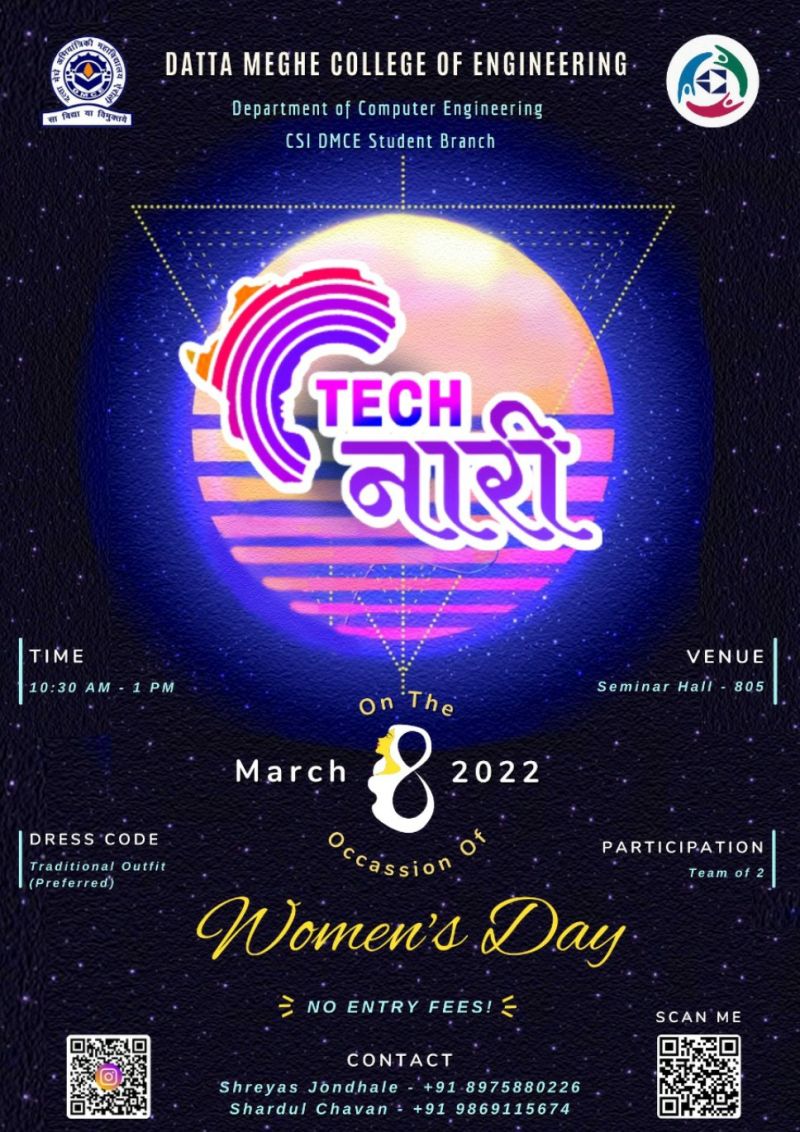 DATTA MEGHE COLLEGE OF ENGINEERING
Department of Computer Engineering
CSI DMCE Student Branch
सा विद्या या विमुक्तये
TECH
नारी
TIME
10:30 AM - 1 PM
VENUE
Seminar Hall - 805
On The
March 8 2022
Occassion Of
DRESS CODE
Traditional Outfit
(Preferred)
PARTICIPATION
Team of 2
Women's Day
NO ENTRY FEES!
SCAN ME
CONTACT
Shreyas Jondhale - +91 8975880226
Shardul Chavan - +91 9869115674